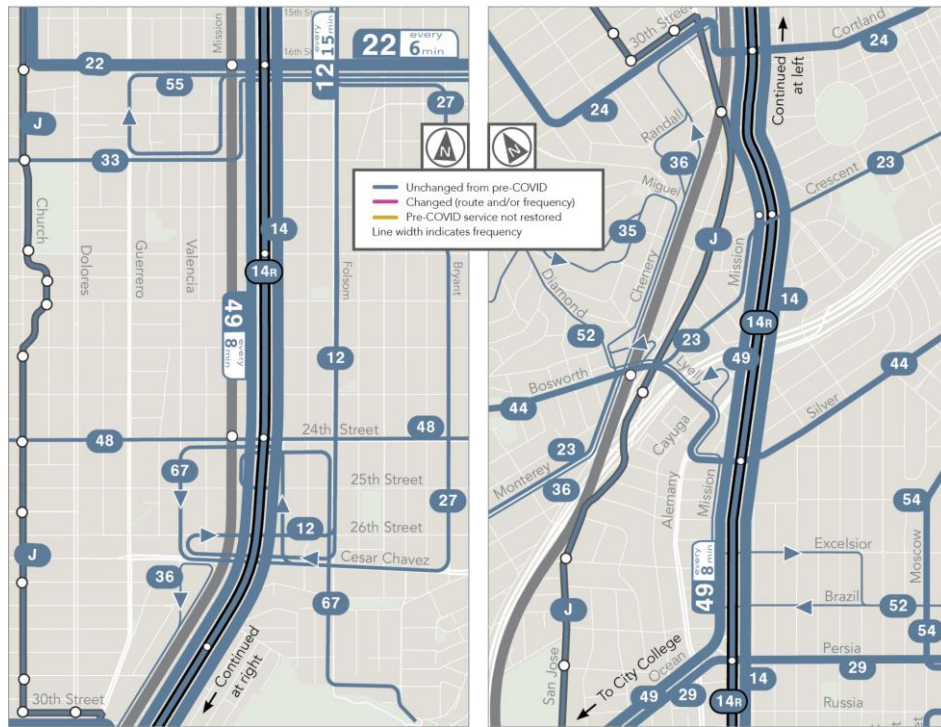 15th Street
16th St
22
every
6 min
22
12
every
15 min
55
27
J
33
Church
Dolores
Guerrero
Valencia
14
14R
Folsom
Bryant
49
every
8 min
12
24th Street
48
48
67
25th Street
27
12
26th Street
Cesar Chavez
J
36
67
Continued
at right
30th Street
N
N
Unchanged from pre-COVID
Changed (route and/or frequency)
Pre-COVID service not restored
Line width indicates frequency
30th Street
Continued
at left
Cortland
24
24
Randall
36
23
Crescent
Miguel
35
J
Mission
14
Chenery
Diamond
14R
52
23
49
Lyell
Bosworth
44
44
Silver
Cayuga
23
Monterey
36
Alemany
Mission
54
Excelsior
Moscow
49
every
8 min
Brazil
52
J
54
San Jose
To City College
Ocean
Persia
49
29
14
29
14R
Russia